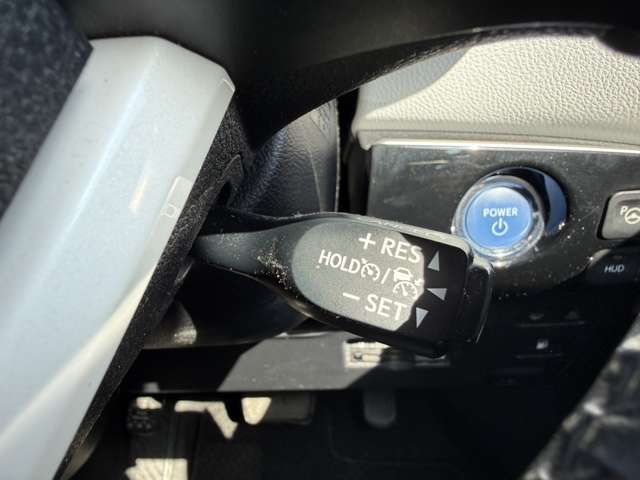 + RES
HOLD /
− SET
POWER
P
HUD